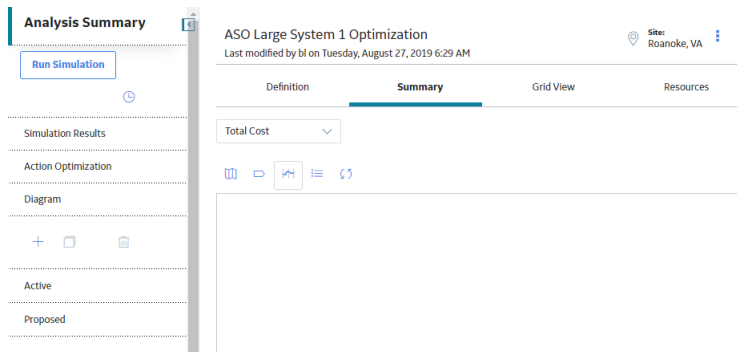 Analysis Summary
Run Simulation
Simulation Results
Action Optimization
Diagram
Active
Proposed
ASO Large System 1 Optimization
Last modified by bl on Tuesday, August 27, 2019 6:29 AM
Site:
Roanoke, VA
Definition
Summary
Grid View
Resources
Total Cost